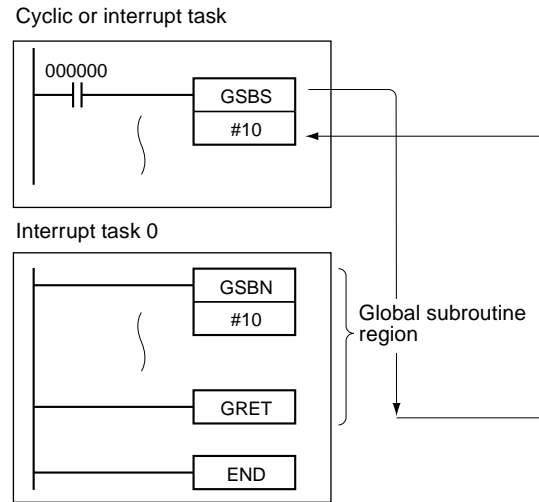 Cyclic or interrupt task
000000
GSBS
#10
Interrupt task 0
GSBN
#10
Global subroutine
region
GRET
END